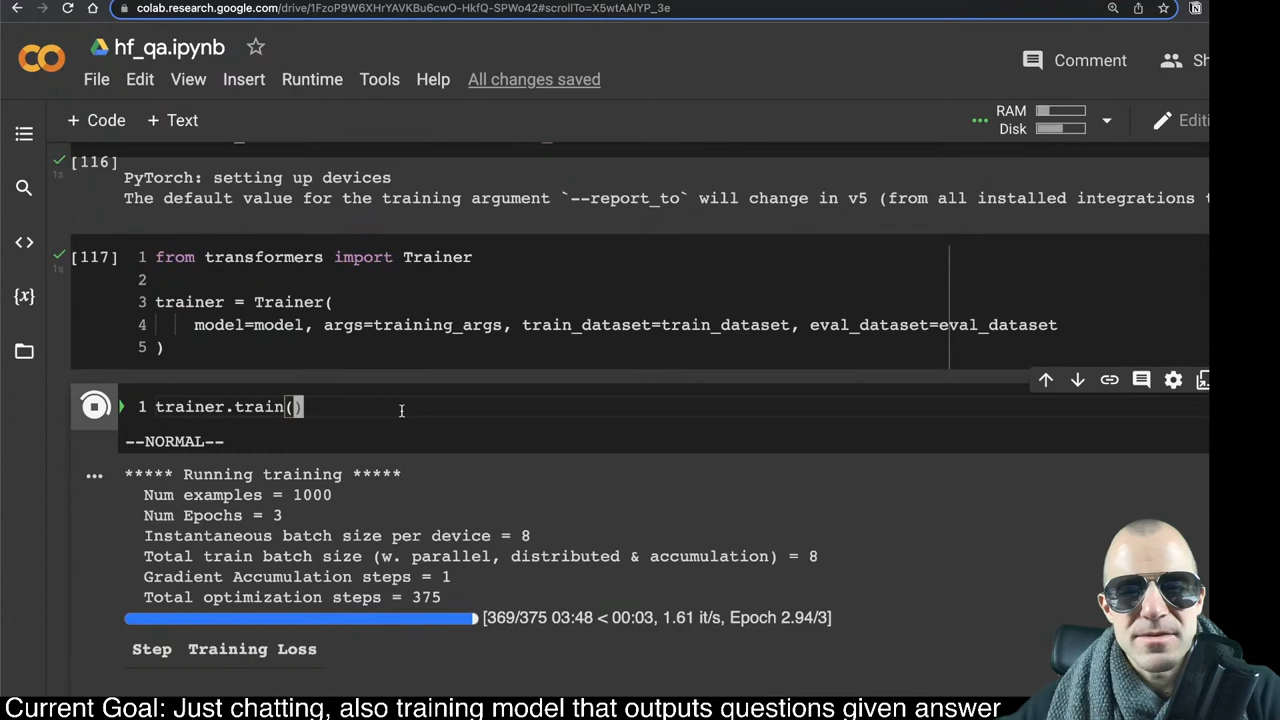 colab.research.google.com/drive/1FzoP9W6XHrYAVKBu6cwO-HkfQ-SPWo42#scrollTo=X5wtAAlYP_3e
hf_qa.ipynb
Comment
Sh
File Edit View Insert Runtime Tools Help All changes saved
+ Code + Text
RAM
Disk
Editi
[116]
1s
PyTorch: setting up devices
The default value for the training argument `--report_to` will change in v5 (from all installed integrations t
[117]
1s
1 from transformers import Trainer
2
3 trainer = Trainer(
4 model=model, args=training_args, train_dataset=train_dataset, eval_dataset=eval_dataset
5 )
1 trainer.train()
--NORMAL--
***** Running training *****
Num examples = 1000
Num Epochs = 3
Instantaneous batch size per device = 8
Total train batch size (w. parallel, distributed & accumulation) = 8
Gradient Accumulation steps = 1
Total optimization steps = 375
[369/375 03:48 < 00:03, 1.61 it/s, Epoch 2.94/3]
Step Training Loss
Current Goal: Just chatting, also training model that outputs questions given answer